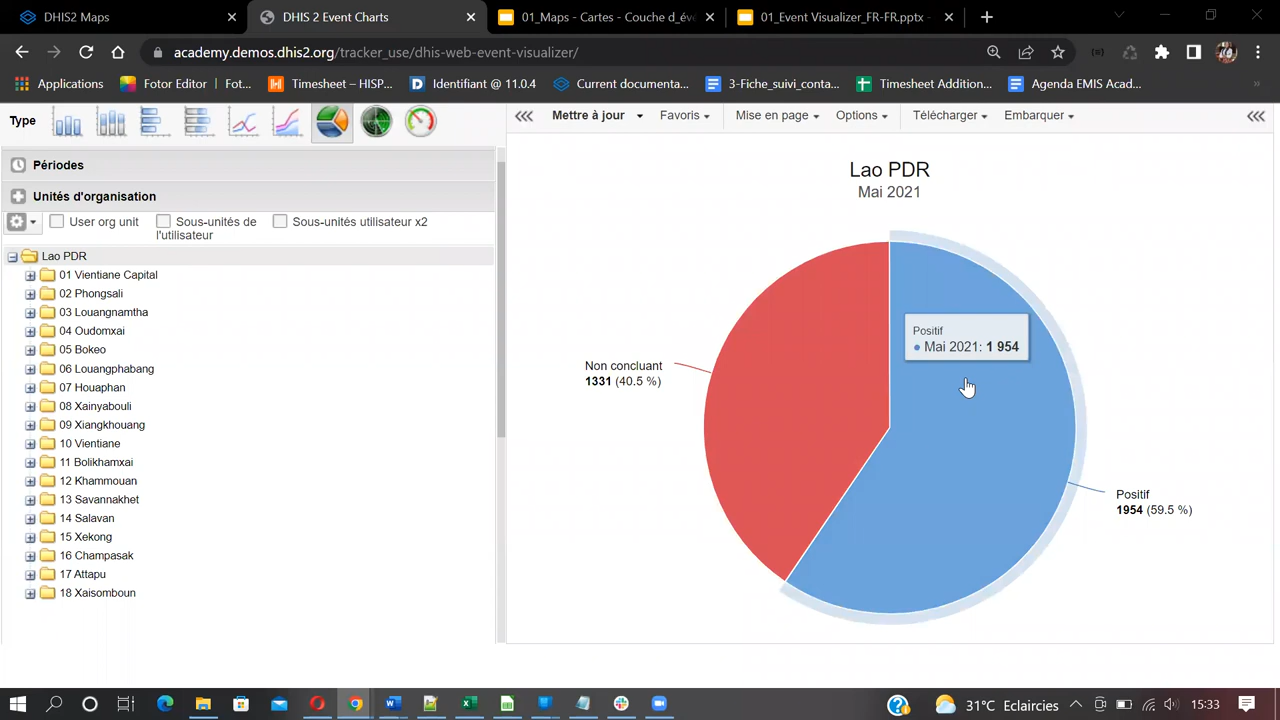 DHIS2 Maps
DHIS 2 Event Charts
01_Maps - Cartes - Couche d_év
01_Event Visualizer_FR-FR.pptx -
academy.demos.dhis2.org/tracker_use/dhis-web-event-visualizer/
Applications
Fotor Editor | Fot...
Timesheet – HISP...
Identifiant @ 11.0.4
Current documenta...
3-Fiche_suivi_conta...
Timesheet Addition...
Agenda EMIS Acad...
Type
Mettre à jour
Favoris
Mise en page
Options
Télécharger
Embarquer
Périodes
Unités d'organisation
User org unit
Sous-unités de l'utilisateur
Sous-unités utilisateur x2
Lao PDR
01 Vientiane Capital
02 Phongsali
03 Louangnamtha
04 Oudomxai
05 Bokeo
06 Louangphabang
07 Houaphan
08 Xainyabouli
09 Xiangkhouang
10 Vientiane
11 Bolikhamxai
12 Khammouan
13 Savannakhet
14 Salavan
15 Xekong
16 Champasak
17 Attapu
18 Xaisomboun
Lao PDR
Mai 2021
Positif
Mai 2021: 1 954
Non concluant
1331 (40.5 %)
Positif
1954 (59.5 %)
31°C Eclaircies
15:33